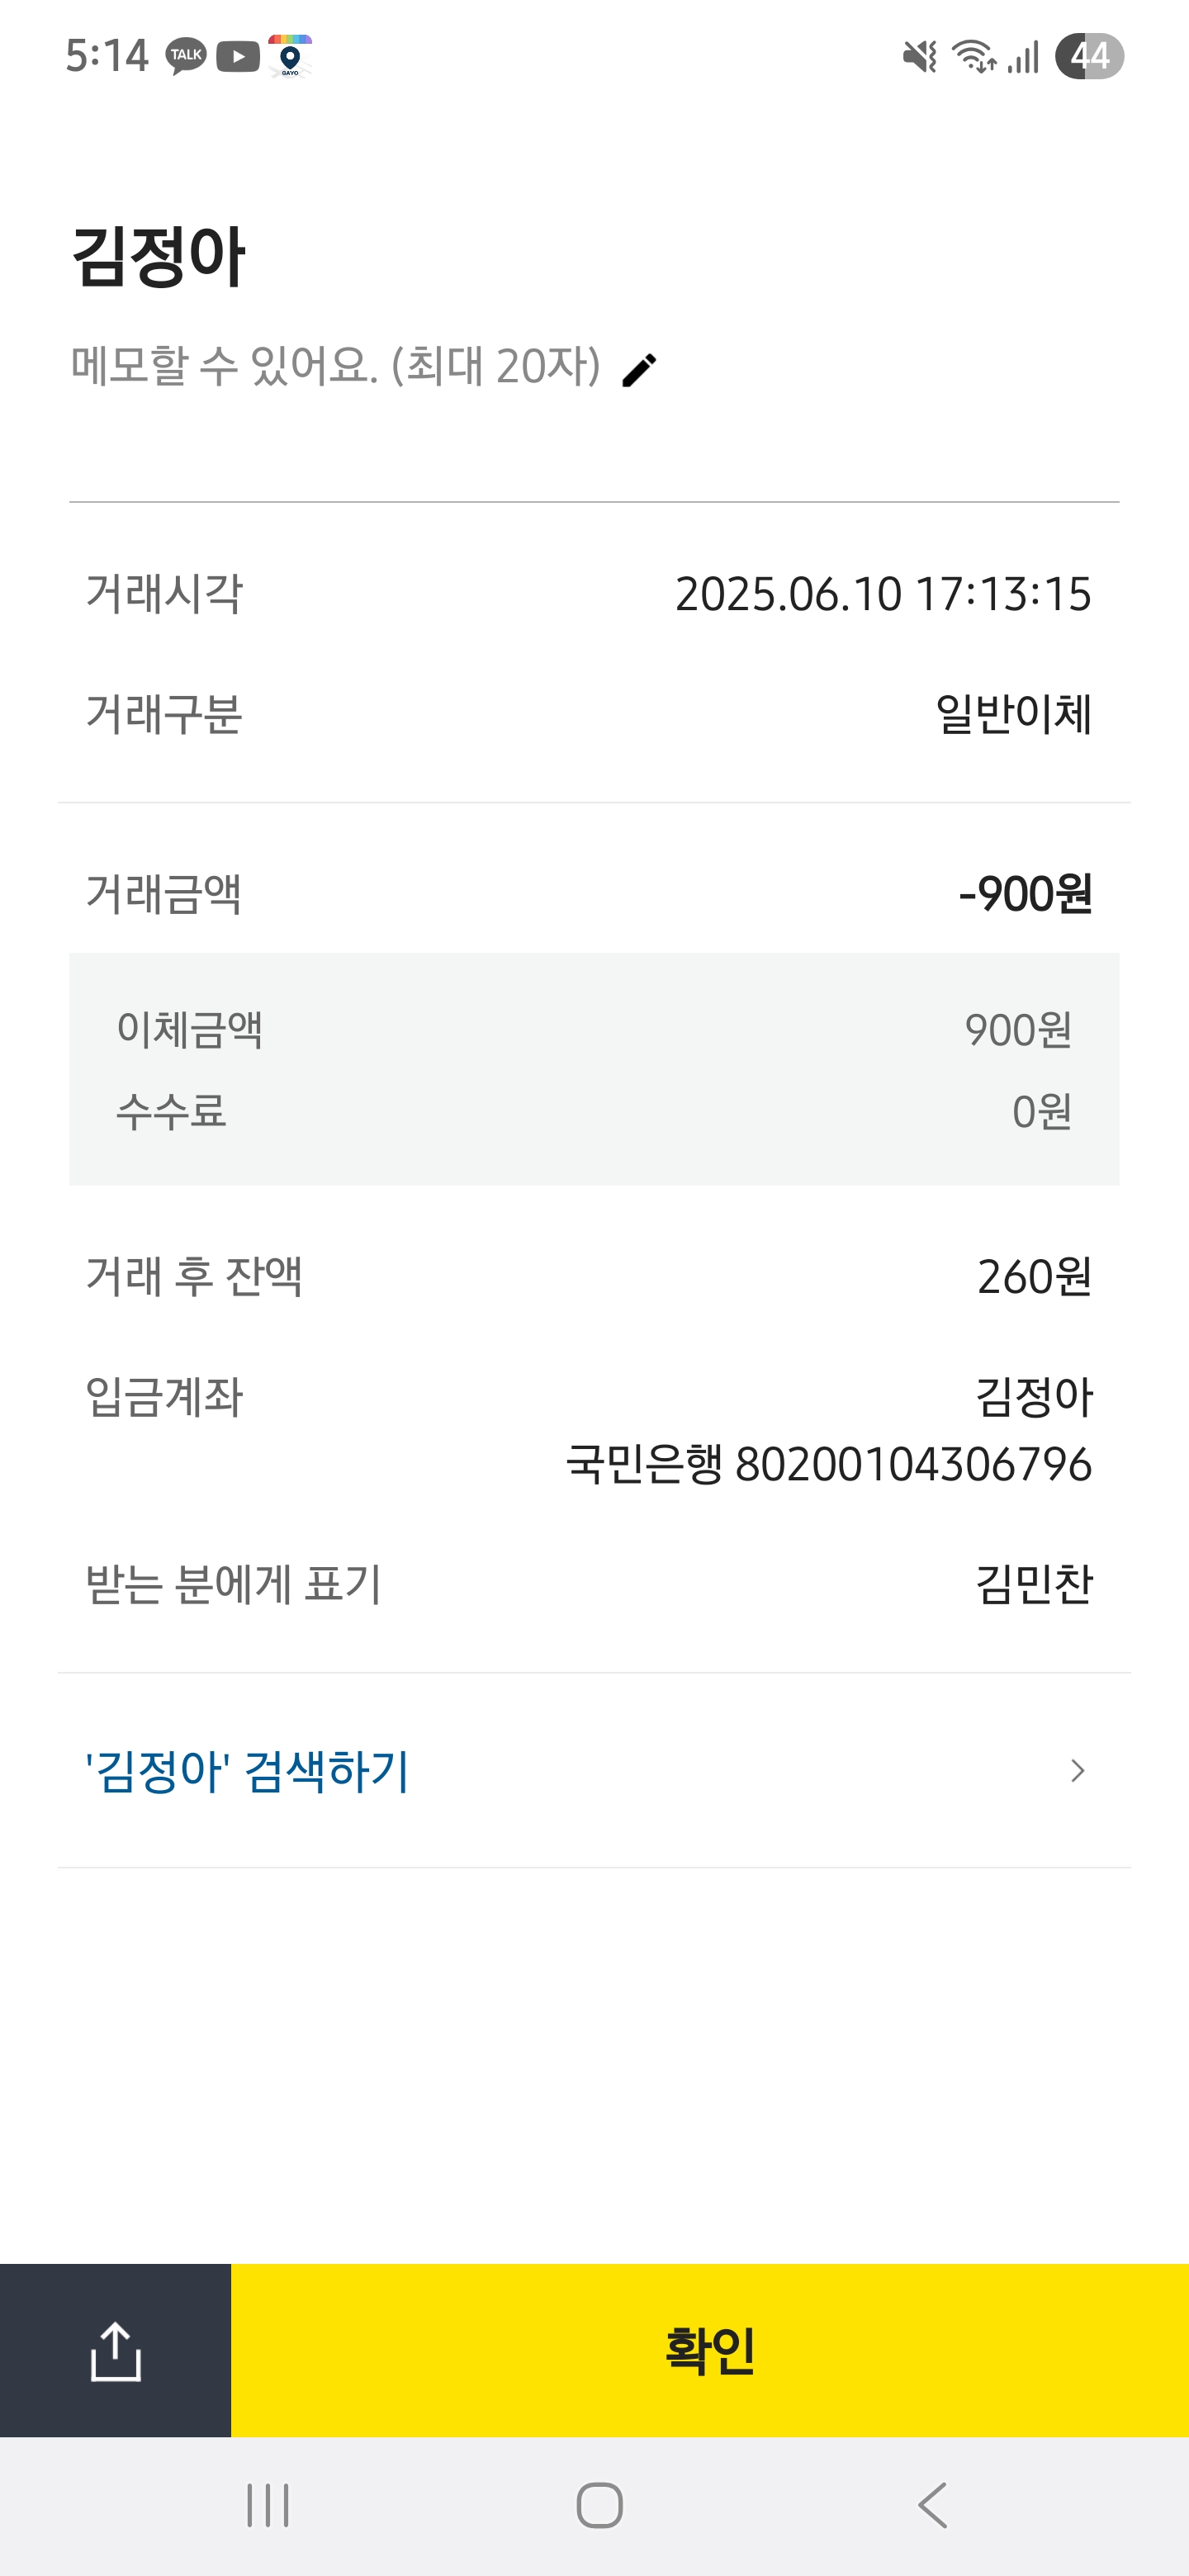 5:14 TALK GAYO 44
김정아
메모할 수 있어요. (최대 20자)
거래시각 2025.06.10 17:13:15
거래구분 일반이체
거래금액 -900원
이체금액 900원
수수료 0원
거래 후 잔액 260원
입금계좌 김정아
국민은행 80200104306796
받는 분에게 표기 김민찬
'김정아' 검색하기
확인